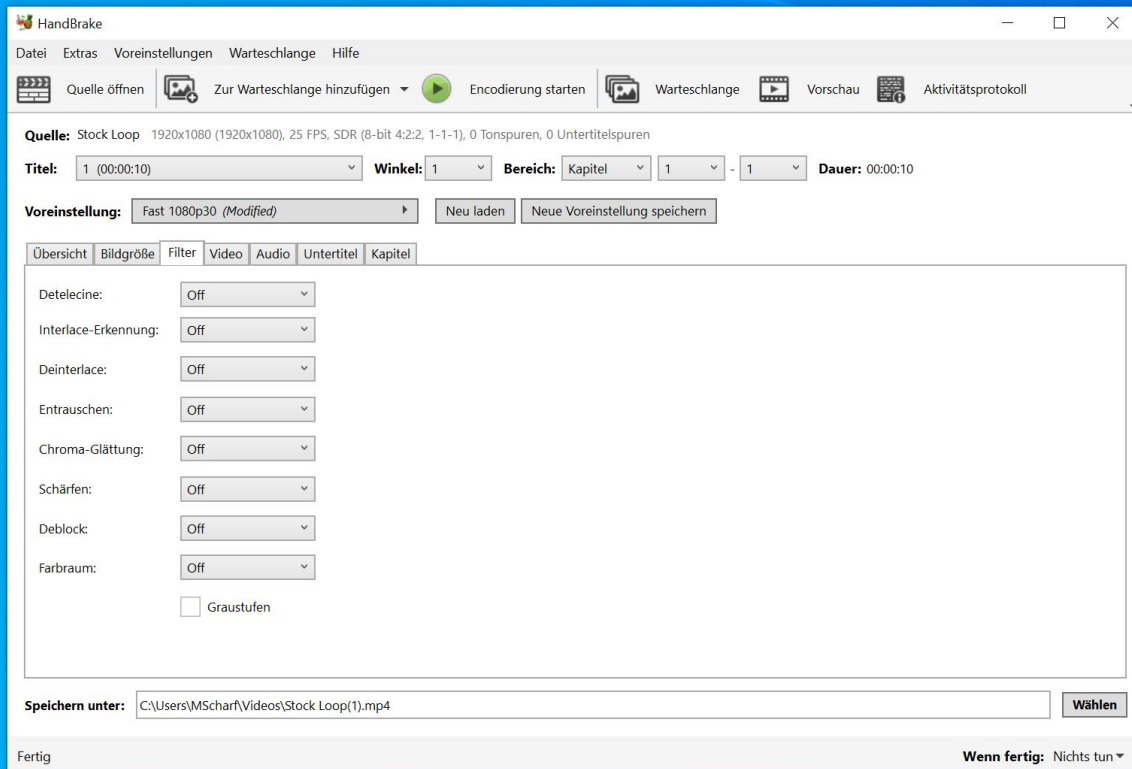 HandBrake
Datei Extras Voreinstellungen Warteschlange Hilfe
Quelle öffnen Zur Warteschlange hinzufügen Encodierung starten Warteschlange Vorschau Aktivitätsprotokoll
Quelle: Stock Loop 1920x1080 (1920x1080), 25 FPS, SDR (8-bit 4:2:2, 1-1-1), 0 Tonspuren, 0 Untertitelspuren
Titel: 1 (00:00:10) Winkel: 1 Bereich: Kapitel 1 - 1 Dauer: 00:00:10
Voreinstellung: Fast 1080p30 (Modified) Neu laden Neue Voreinstellung speichern
Übersicht Bildgröße Filter Video Audio Untertitel Kapitel
Detelecine: Off
Interlace-Erkennung: Off
Deinterlace: Off
Entrauschen: Off
Chroma-Glättung: Off
Schärfen: Off
Deblock: Off
Farbraum: Off
Graustufen
Speichern unter: C:\Users\MScharf\Videos\Stock Loop(1).mp4 Wählen
Fertig Wenn fertig: Nichts tun